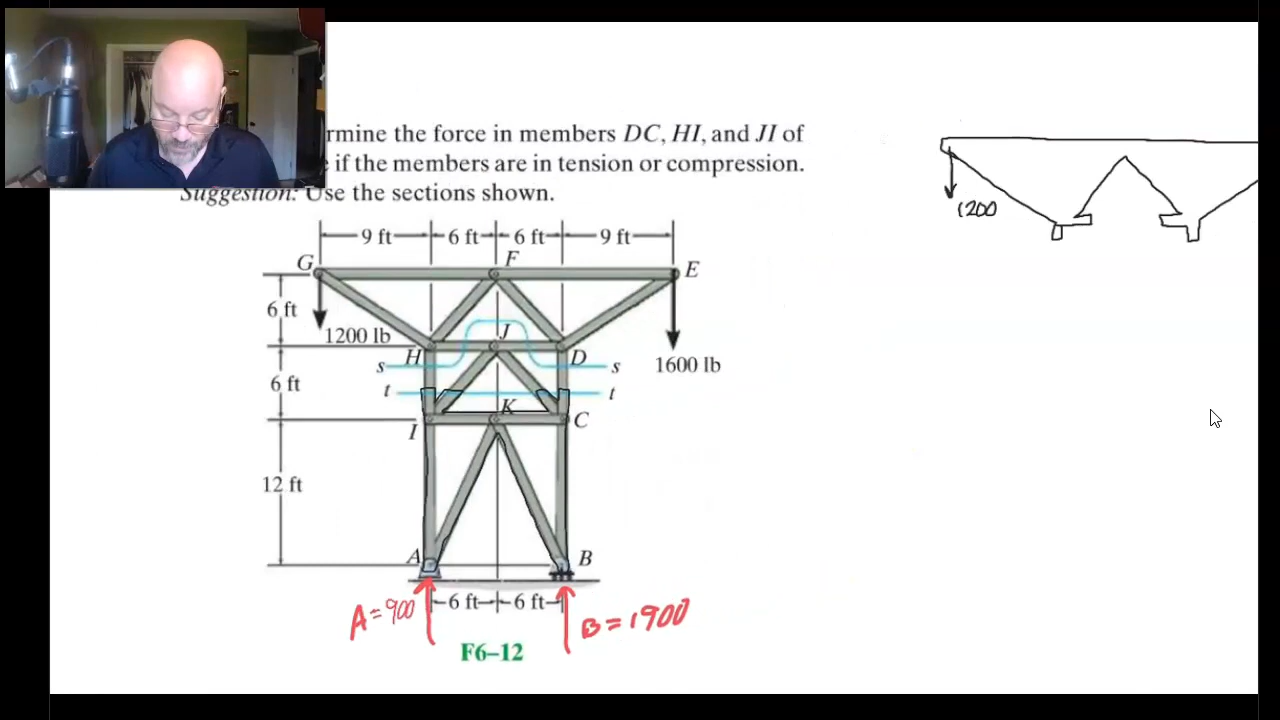 rmine the force in members DC, HI, and JI of
if the members are in tension or compression.
Suggestion: Use the sections shown.
9 ft 6 ft 6 ft 9 ft
G F E
6 ft
1200 lb
H J D
s s
1600 lb
6 ft
t t
K
I C
12 ft
A B
6 ft 6 ft
A=900
B=1900
F6–12
1200